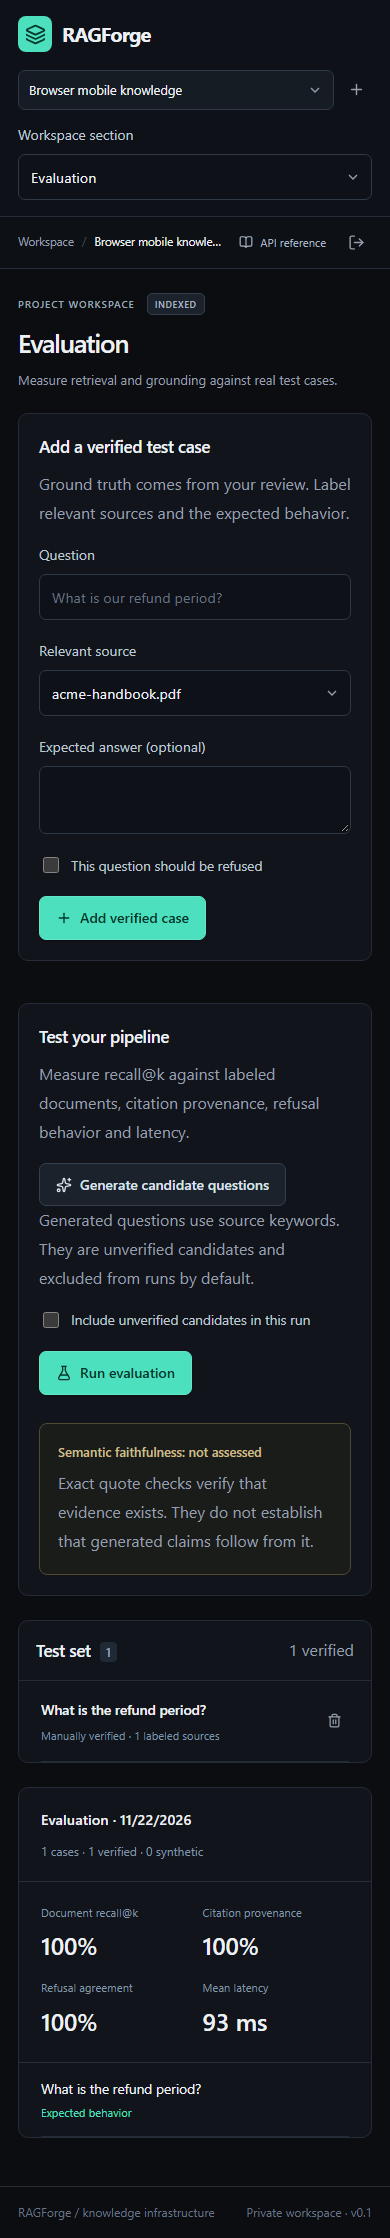 RAGForge
Browser mobile knowledge
Workspace section
Evaluation
Workspace / Browser mobile knowle... API reference
PROJECT WORKSPACE INDEXED
Evaluation
Measure retrieval and grounding against real test cases.
Add a verified test case
Ground truth comes from your review. Label
relevant sources and the expected behavior.
Question
What is our refund period?
Relevant source
acme-handbook.pdf
Expected answer (optional)
This question should be refused
Add verified case
Test your pipeline
Measure recall@k against labeled
documents, citation provenance, refusal
behavior and latency.
Generate candidate questions
Generated questions use source keywords.
They are unverified candidates and
excluded from runs by default.
Include unverified candidates in this run
Run evaluation
Semantic faithfulness: not assessed
Exact quote checks verify that
evidence exists. They do not establish
that generated claims follow from it.
Test set 1 1 verified
What is the refund period?
Manually verified · 1 labeled sources
Evaluation · 11/22/2026
1 cases · 1 verified · 0 synthetic
Document recall@k Citation provenance
100% 100%
Refusal agreement Mean latency
100% 93 ms
What is the refund period?
Expected behavior
RAGForge / knowledge infrastructure Private workspace · v0.1